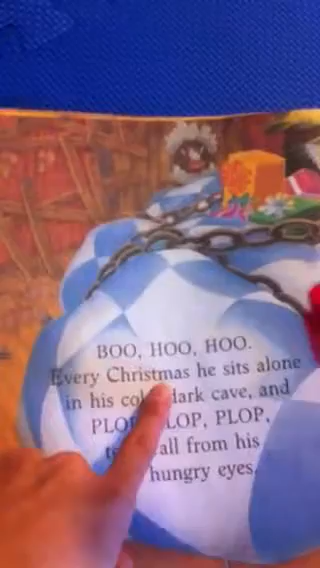 BOO, HOO, HOO.
Every Christmas he sits alone
in his dark cave, and
PLOP, PLOP,
from his
hungry eyes.